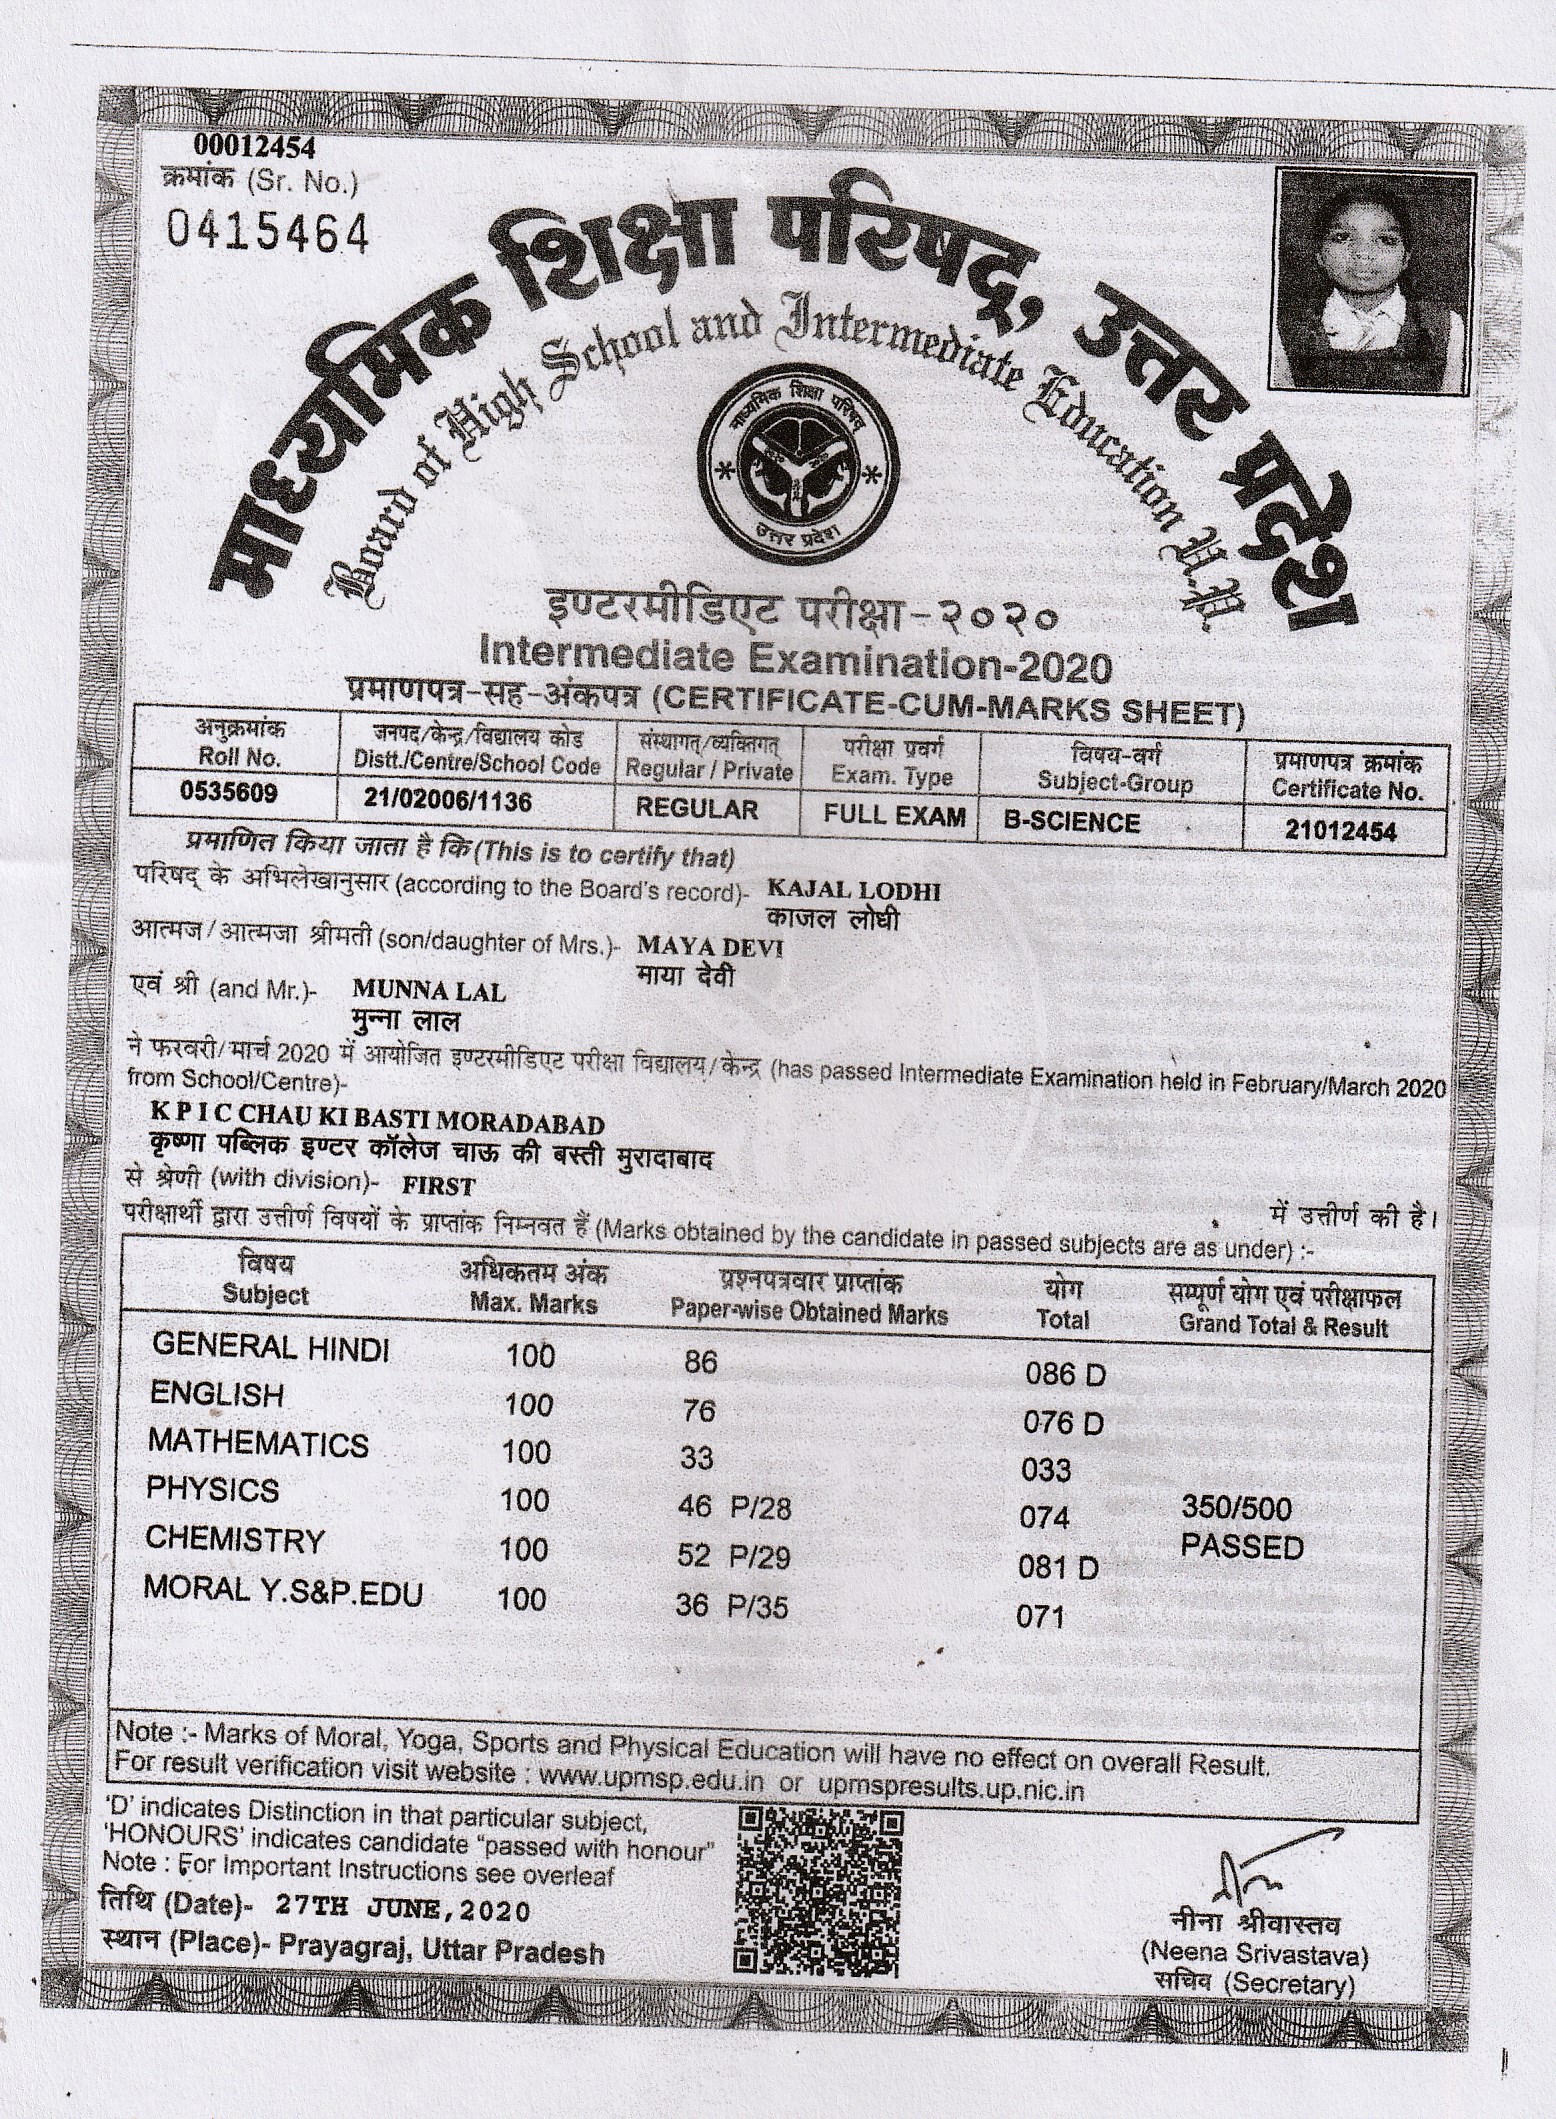 00012454
क्रमांक (Sr. No.)
0415464
माध्यमिक शिक्षा परिषद्, उत्तर प्रदेश
Board of High School and Intermediate Education U.P.
माध्यमिक शिक्षा परिषद्
उत्तर प्रदेश
इण्टरमीडिएट परीक्षा-२०२०
Intermediate Examination-2020
प्रमाणपत्र-सह-अंकपत्र (CERTIFICATE-CUM-MARKS SHEET)
अनुक्रमांक जनपद/केन्द्र/विद्यालय कोड संस्थागत्/व्यक्तिगत् परीक्षा प्रवर्ग विषय-वर्ग प्रमाणपत्र क्रमांक
Roll No. Distt./Centre/School Code Regular / Private Exam. Type Subject-Group Certificate No.
0535609 21/02006/1136 REGULAR FULL EXAM B-SCIENCE 21012454
प्रमाणित किया जाता है कि (This is to certify that)
परिषद् के अभिलेखानुसार (according to the Board's record)- KAJAL LODHI
काजल लोधी
आत्मज/आत्मजा श्रीमती (son/daughter of Mrs.)- MAYA DEVI
माया देवी
एवं श्री (and Mr.)- MUNNA LAL
मुन्ना लाल
ने फरवरी/मार्च 2020 में आयोजित इण्टरमीडिएट परीक्षा विद्यालय/केन्द्र (has passed Intermediate Examination held in February/March 2020
from School/Centre)-
K P I C CHAU KI BASTI MORADABAD
कृष्णा पब्लिक इण्टर कॉलेज चाऊ की बस्ती मुरादाबाद
से श्रेणी (with division)- FIRST में उत्तीर्ण की है।
परीक्षार्थी द्वारा उत्तीर्ण विषयों के प्राप्तांक निम्नवत हैं (Marks obtained by the candidate in passed subjects are as under) :-
विषय अधिकतम अंक प्रश्नपत्रवार प्राप्तांक योग सम्पूर्ण योग एवं परीक्षाफल
Subject Max. Marks Paper-wise Obtained Marks Total Grand Total & Result
GENERAL HINDI 100 86 086 D
ENGLISH 100 76 076 D
MATHEMATICS 100 33 033
PHYSICS 100 46 P/28 074 350/500
CHEMISTRY 100 52 P/29 081 D PASSED
MORAL Y.S&P.EDU 100 36 P/35 071
Note :- Marks of Moral, Yoga, Sports and Physical Education will have no effect on overall Result.
For result verification visit website : www.upmsp.edu.in or upmspresults.up.nic.in
'D' indicates Distinction in that particular subject,
'HONOURS' indicates candidate "passed with honour"
Note : For Important Instructions see overleaf
तिथि (Date)- 27TH JUNE,2020
स्थान (Place)- Prayagraj, Uttar Pradesh
नीना श्रीवास्तव
(Neena Srivastava)
सचिव (Secretary)